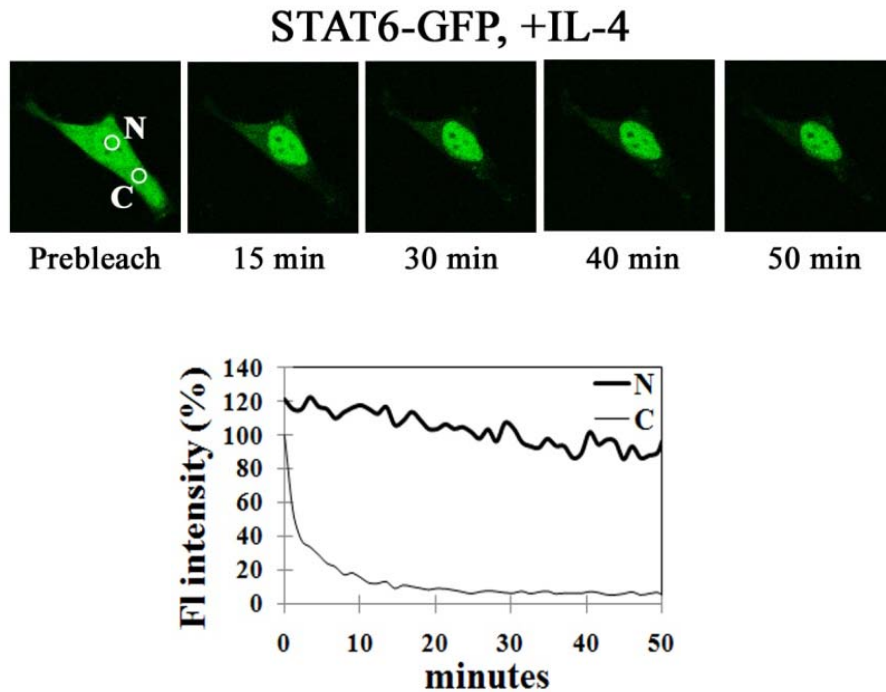 STAT6-GFP, +IL-4
N
C
Prebleach 15 min 30 min 40 min 50 min
Fl intensity (%)
140
120
100
80
60
40
20
0
N
C
0 10 20 30 40 50
minutes